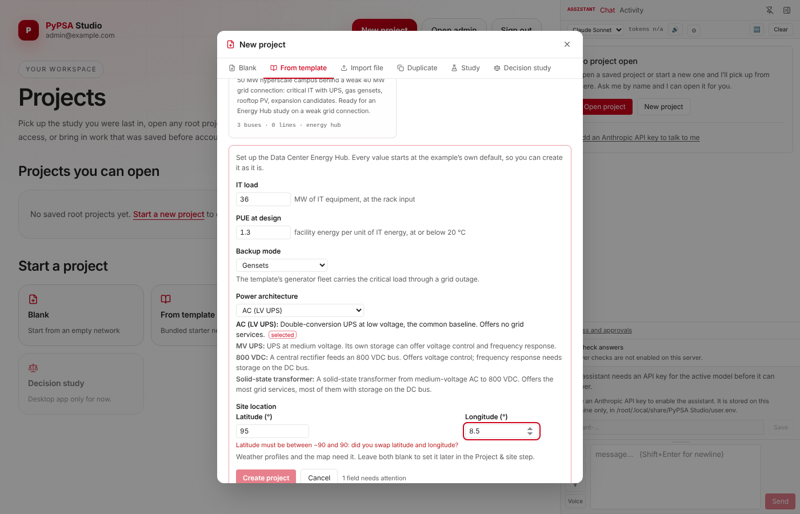 PyPSA Studio
admin@example.com
New project
Open admin
Sign out
YOUR WORKSPACE
Projects
Pick up the study you were last in, open any root proj
access, or bring in work that was saved before accou
Projects you can open
No saved root projects yet. Start a new project to
Start a project
Blank
Start from an empty network
From template
Bundled starter n
Decision study
Desktop app only for now.
New project
Blank
From template
Import file
Duplicate
Study
Decision study
50 MW hyperscale campus behind a weak 40 MW
grid connection: critical IT with UPS, gas gensets,
rooftop PV, expansion candidates. Ready for an
Energy Hub study on a weak grid connection.
3 buses · 0 lines · energy hub
Set up the Data Center Energy Hub. Every value starts at the example's own default, so you can create
it as it is.
IT load
36 MW of IT equipment, at the rack input
PUE at design
1.3 facility energy per unit of IT energy, at or below 20 °C
Backup mode
Gensets
The template's generator fleet carries the critical load through a grid outage.
Power architecture
AC (LV UPS)
AC (LV UPS): Double-conversion UPS at low voltage, the common baseline. Offers no grid
services. selected
MV UPS: UPS at medium voltage. Its own storage can offer voltage control and frequency response.
800 VDC: A central rectifier feeds an 800 VDC bus. Offers voltage control; frequency response needs
storage on the DC bus.
Solid-state transformer: A solid-state transformer from medium-voltage AC to 800 VDC. Offers the
most grid services, most of them with storage on the DC bus.
Site location
Latitude (°) Longitude (°)
95 8.5
Latitude must be between −90 and 90: did you swap latitude and longitude?
Weather profiles and the map need it. Leave both blank to set it later in the Project & site step.
Create project
Cancel
1 field needs attention
ASSISTANT Chat Activity
Claude Sonnet tokens n/a
Clear
o project open
en a saved project or start a new one and I'll pick up from
ere. Ask me by name and I can open it for you.
Open project
New project
dd an Anthropic API key to talk to me
ss and approvals
heck answers
er checks are not enabled on this server.
assistant needs an API key for the active model before it can
wer.
an Anthropic API key to enable the assistant. It is stored on this
ine only, in /root/.local/share/PyPSA Studio/user.env.
Save
message... (Shift+Enter for newline)
Voice
Send